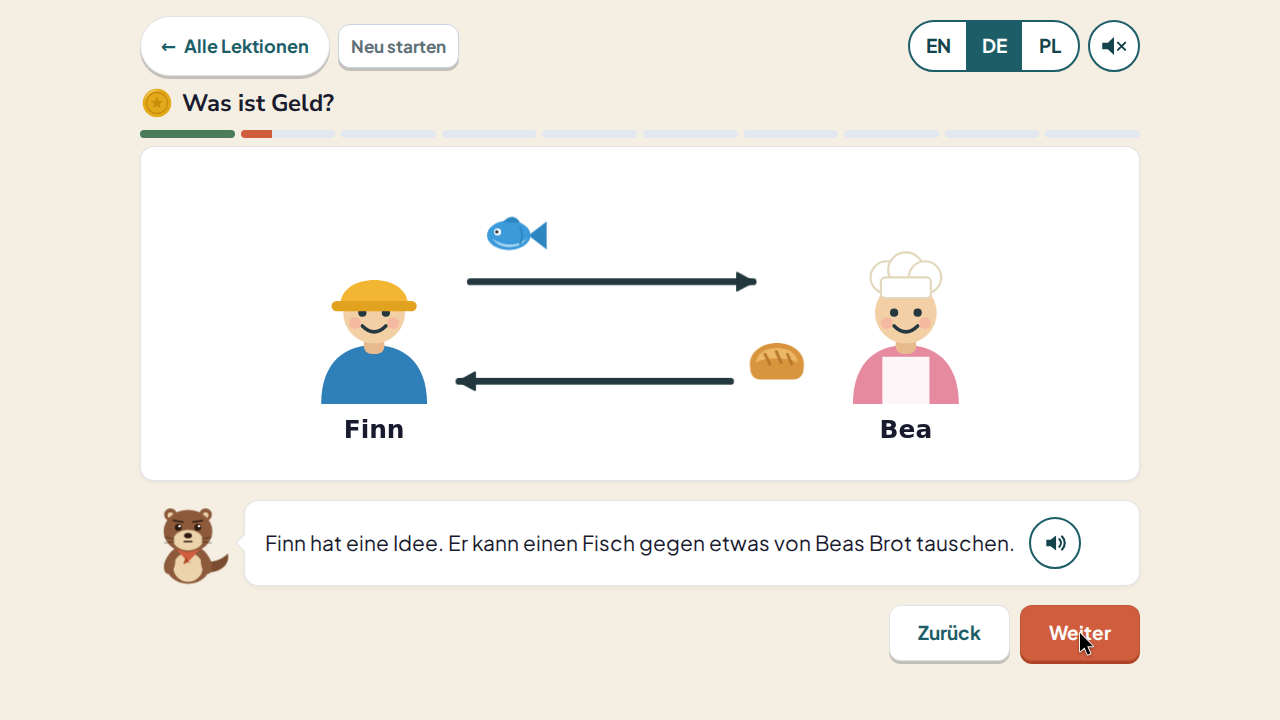 ← Alle Lektionen
Neu starten
EN
DE
PL
Was ist Geld?
Finn
Bea
Finn hat eine Idee. Er kann einen Fisch gegen etwas von Beas Brot tauschen.
Zurück
Weiter